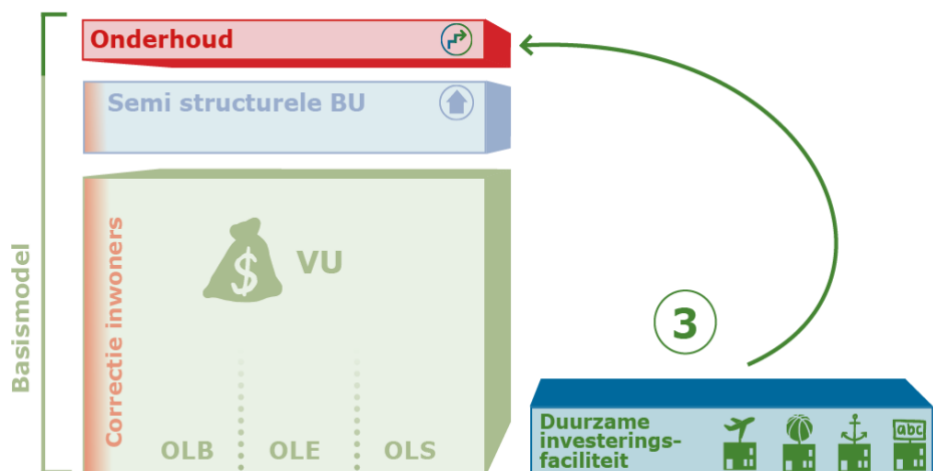 Onderhoud
Semi structurele BU
Basismodel
Correctie inwoners
$
VU
OLB
OLE
OLS
3
Duurzame
investerings-
faciliteit
abc